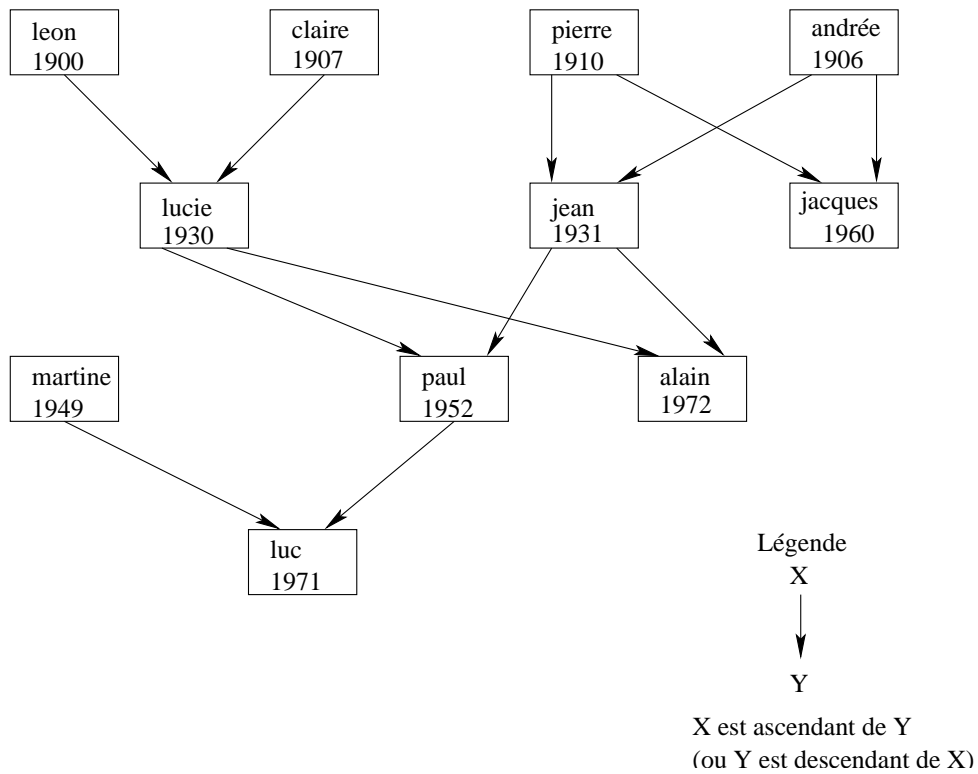 leon
1900
claire
1907
pierre
1910
andrée
1906
lucie
1930
jean
1931
jacques
1960
martine
1949
paul
1952
alain
1972
luc
1971
Légende
X
Y
X est ascendant de Y
(ou Y est descendant de X)